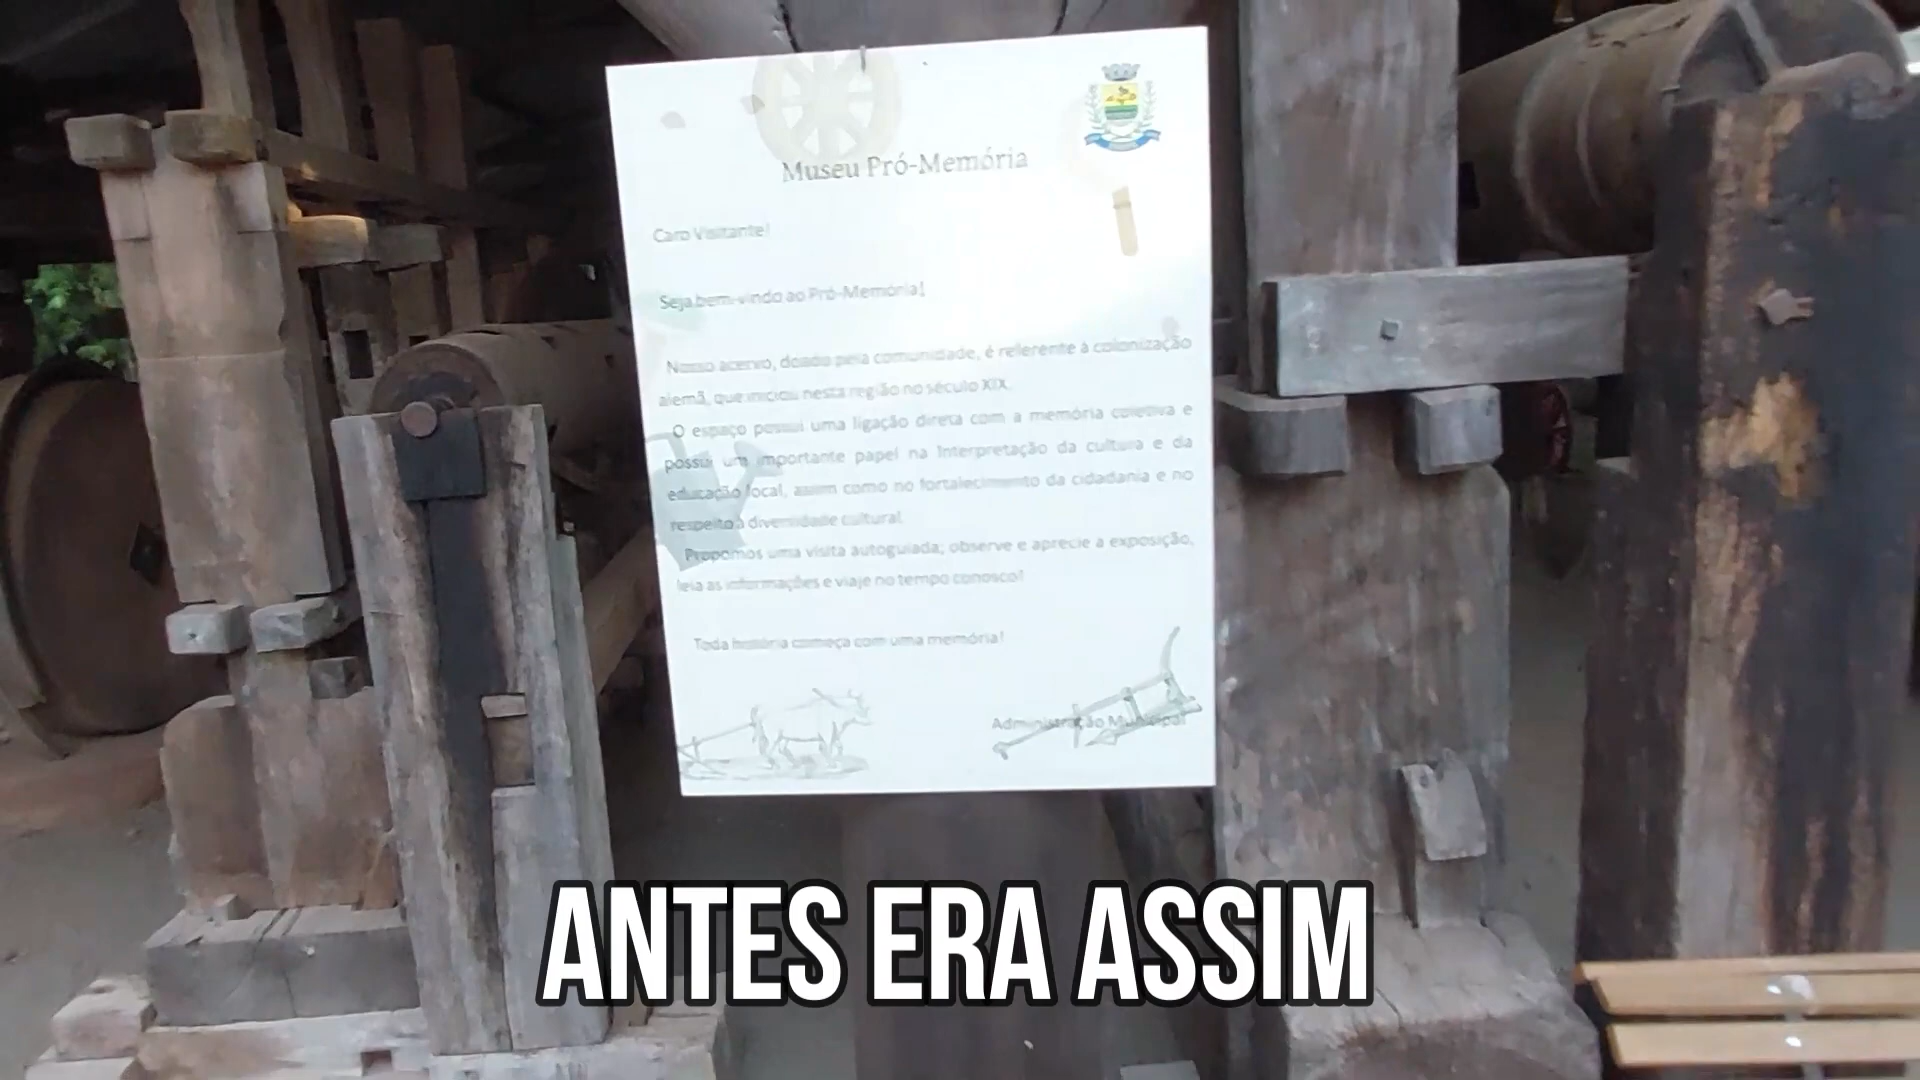 Museu Pró-Memória
Caro Visitante!
Seja bem-vindo ao Pró-Memória!
Nosso acervo, doado pela comunidade, é referente à colonização
alemã, que iniciou nesta região no século XIX.
O espaço possui uma ligação direta com a memória coletiva e
possui um importante papel na Interpretação da cultura e da
educação local, assim como no fortalecimento da cidadania e no
respeito à diversidade cultural.
Propomos uma visita autoguiada; observe e aprecie a exposição,
leia as informações e viaje no tempo conosco!
Toda história começa com uma memória!
Administração Municipal
ANTES ERA ASSIM